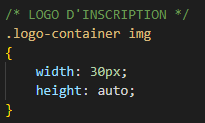 /* LOGO D'INSCRIPTION */
.logo-container img
{
    width: 30px;
    height: auto;
}